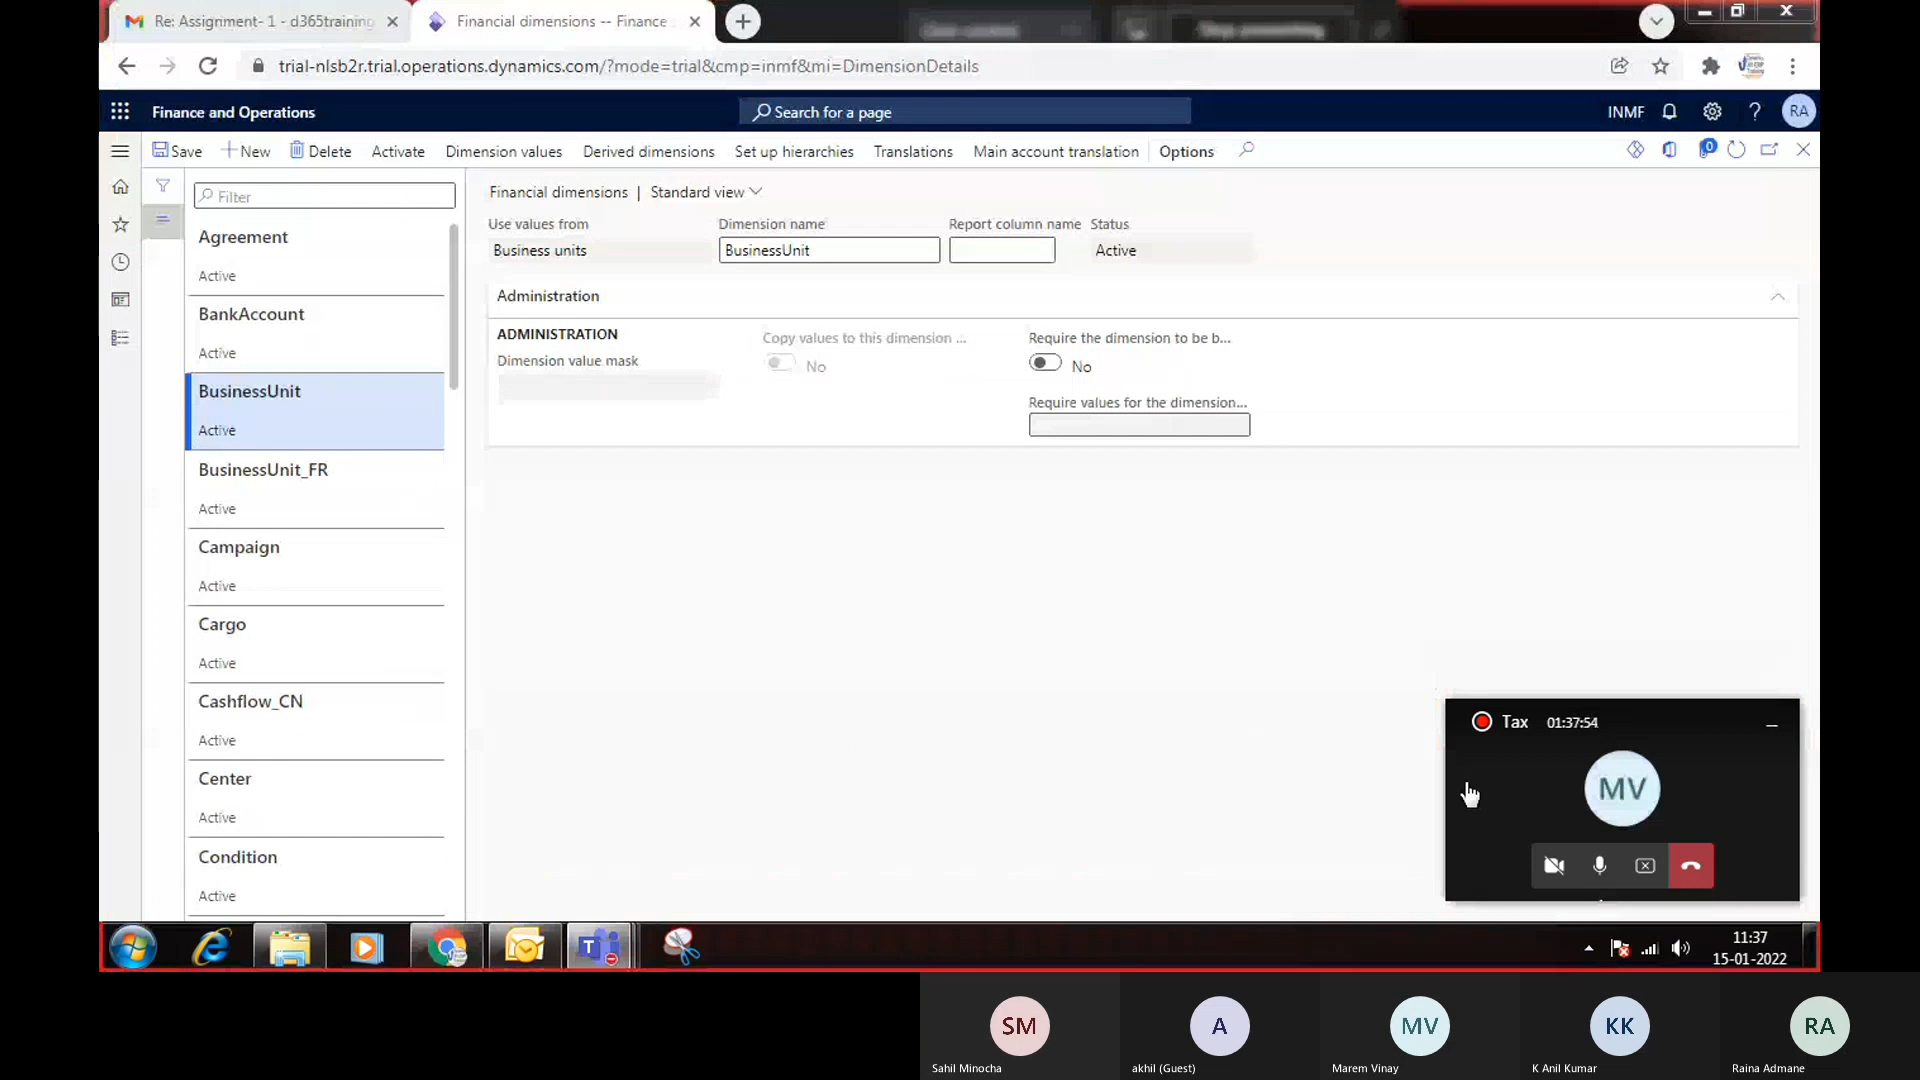 Re: Assignment- 1 - d365training
Financial dimensions -- Finance
trial-nlsb2r.trial.operations.dynamics.com/?mode=trial&cmp=inmf&mi=DimensionDetails
Finance and Operations
Search for a page
INMF
RA
Save
New
Delete
Activate
Dimension values
Derived dimensions
Set up hierarchies
Translations
Main account translation
Options
0
Filter
Agreement
Active
BankAccount
Active
BusinessUnit
Active
BusinessUnit_FR
Active
Campaign
Active
Cargo
Active
Cashflow_CN
Active
Center
Active
Condition
Active
Financial dimensions | Standard view
Use values from
Business units
Dimension name
BusinessUnit
Report column name
Status
Active
Administration
ADMINISTRATION
Dimension value mask
Copy values to this dimension ...
No
Require the dimension to be b...
No
Require values for the dimension...
Tax 01:37:54
MV
11:37
15-01-2022
SM
Sahil Minocha
A
akhil (Guest)
MV
Marem Vinay
KK
K Anil Kumar
RA
Raina Admane